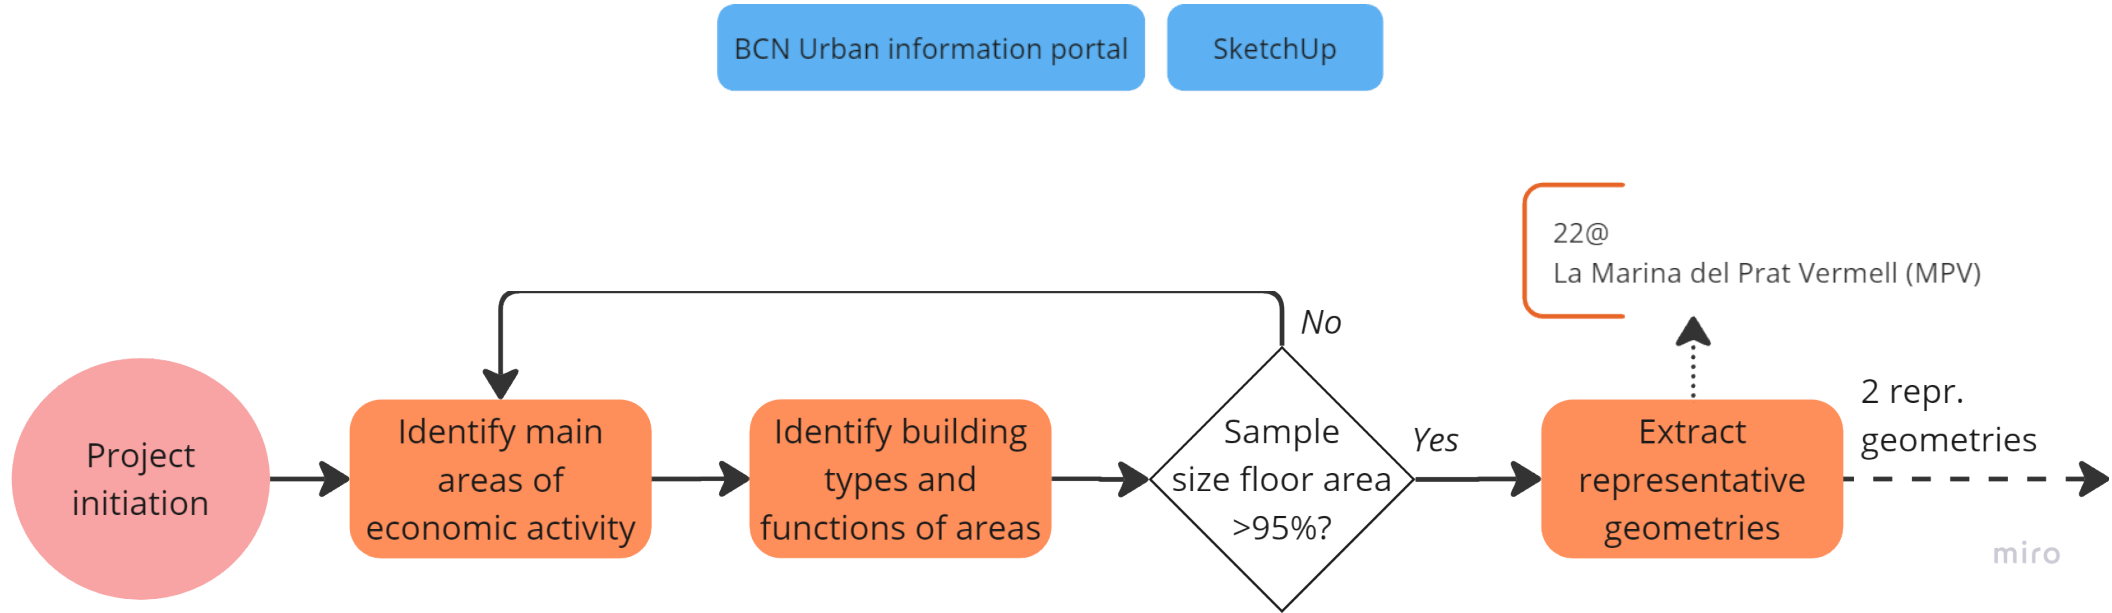 BCN Urban information portal
SketchUp
22@
La Marina del Prat Vermell (MPV)
No
Project
initiation
Identify main
areas of
economic activity
Identify building
types and
functions of areas
Sample
size floor area
>95%?
Yes
Extract
representative
geometries
2 repr.
geometries
miro